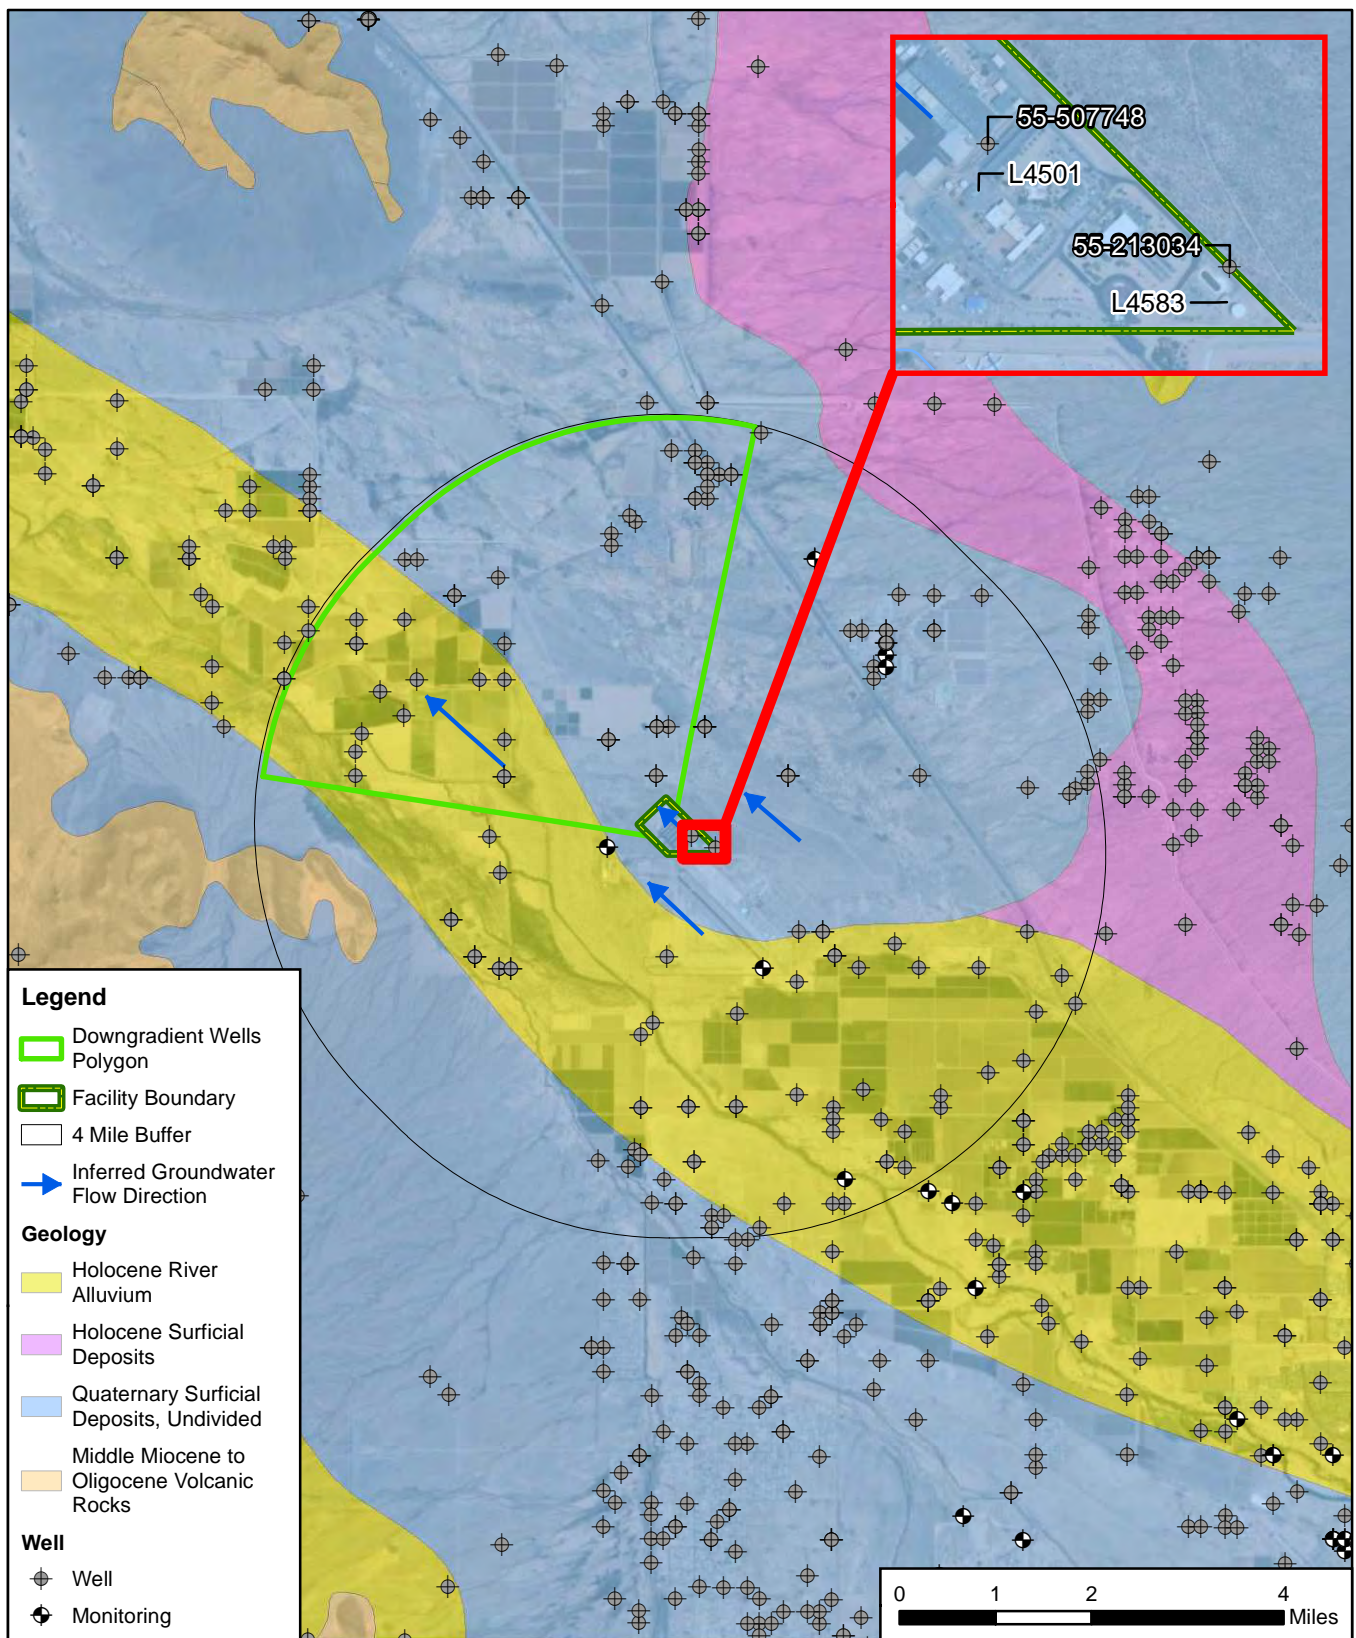 55-507748
L4501
55-213034
L4583
Legend
Downgradient Wells
Polygon
Facility Boundary
4 Mile Buffer
Inferred Groundwater
Flow Direction
Geology
Holocene River
Alluvium
Holocene Surficial
Deposits
Quaternary Surficial
Deposits, Undivided
Middle Miocene to
Oligocene Volcanic
Rocks
Well
Well
Monitoring
0 1 2 4
Miles